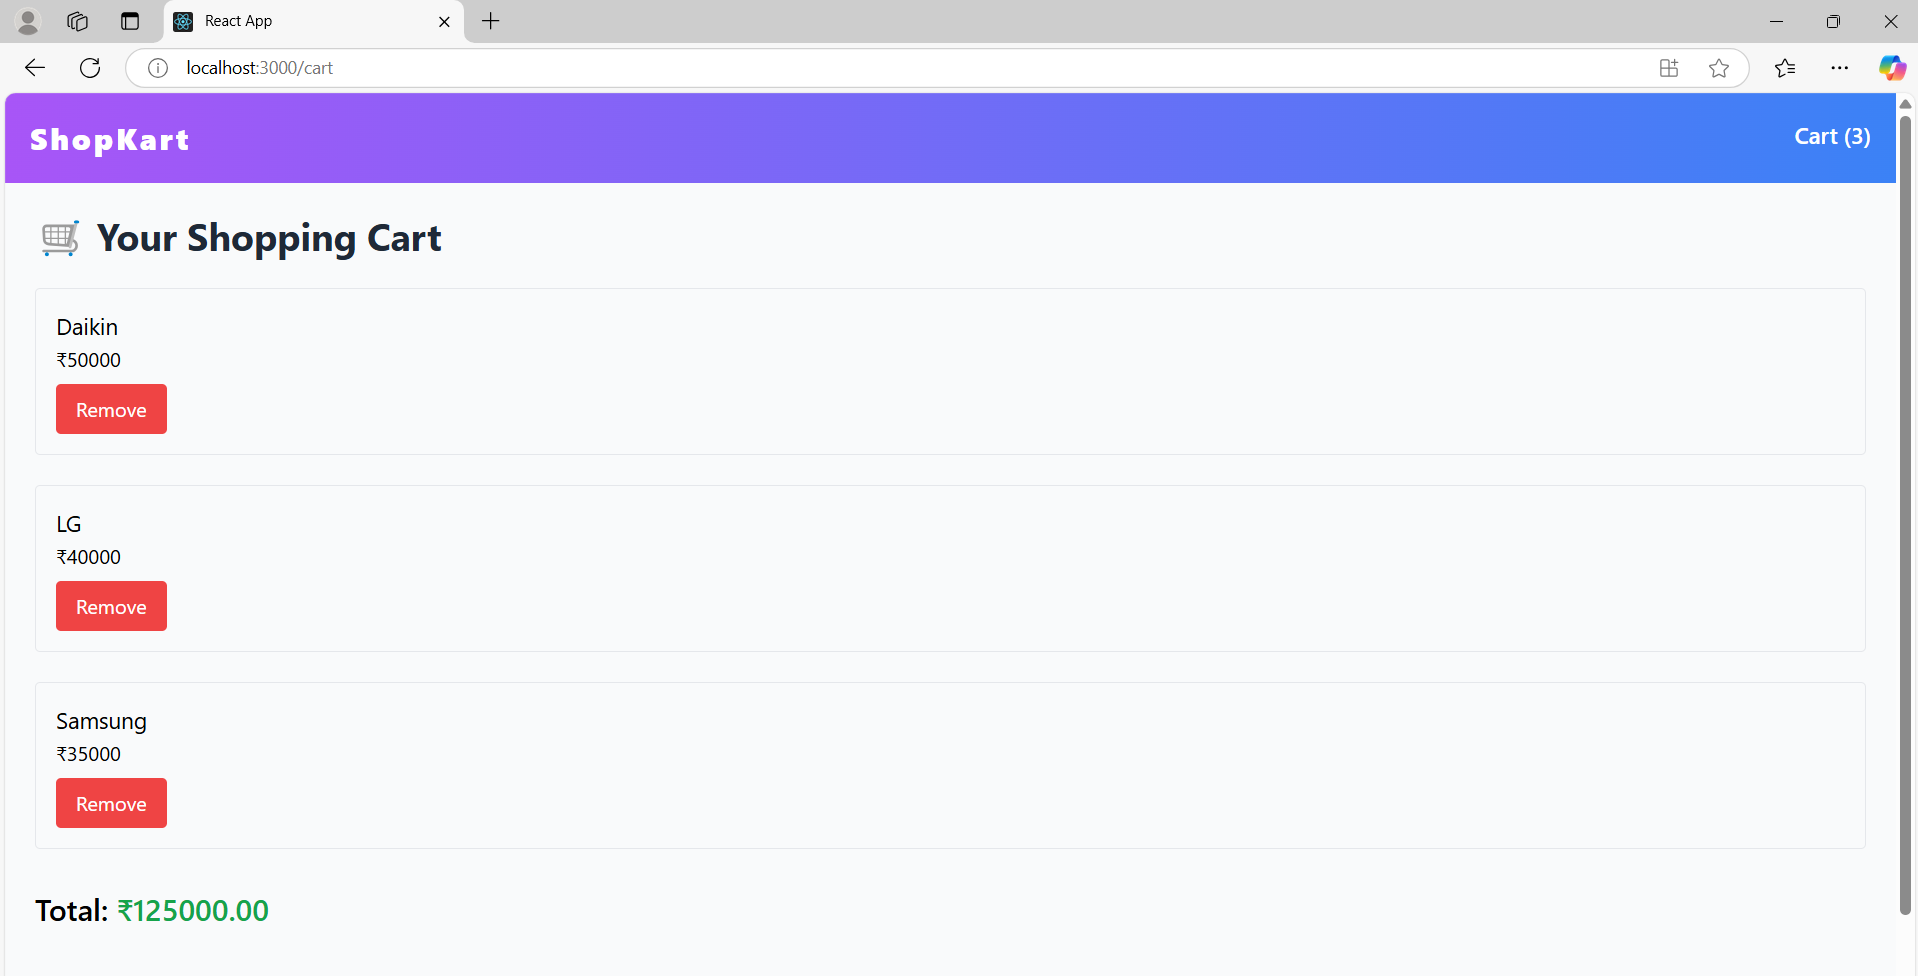 React App
localhost:3000/cart
ShopKart
Cart (3)
Your Shopping Cart
Daikin
₹50000
Remove
LG
₹40000
Remove
Samsung
₹35000
Remove
Total: ₹125000.00